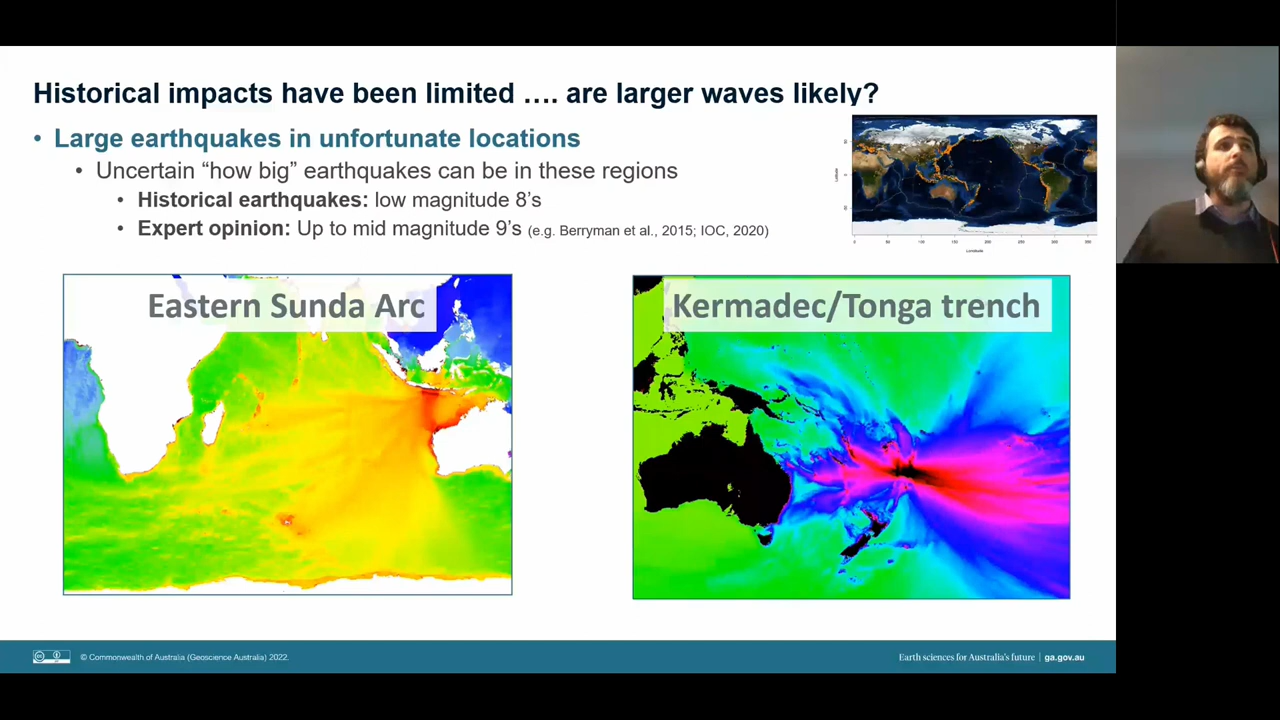 Historical impacts have been limited …. are larger waves likely?
• Large earthquakes in unfortunate locations
• Uncertain “how big” earthquakes can be in these regions
• Historical earthquakes: low magnitude 8’s
• Expert opinion: Up to mid magnitude 9’s (e.g. Berryman et al., 2015; IOC, 2020)
Eastern Sunda Arc
Kermadec/Tonga trench
© Commonwealth of Australia (Geoscience Australia) 2022.
Earth sciences for Australia’s future | ga.gov.au